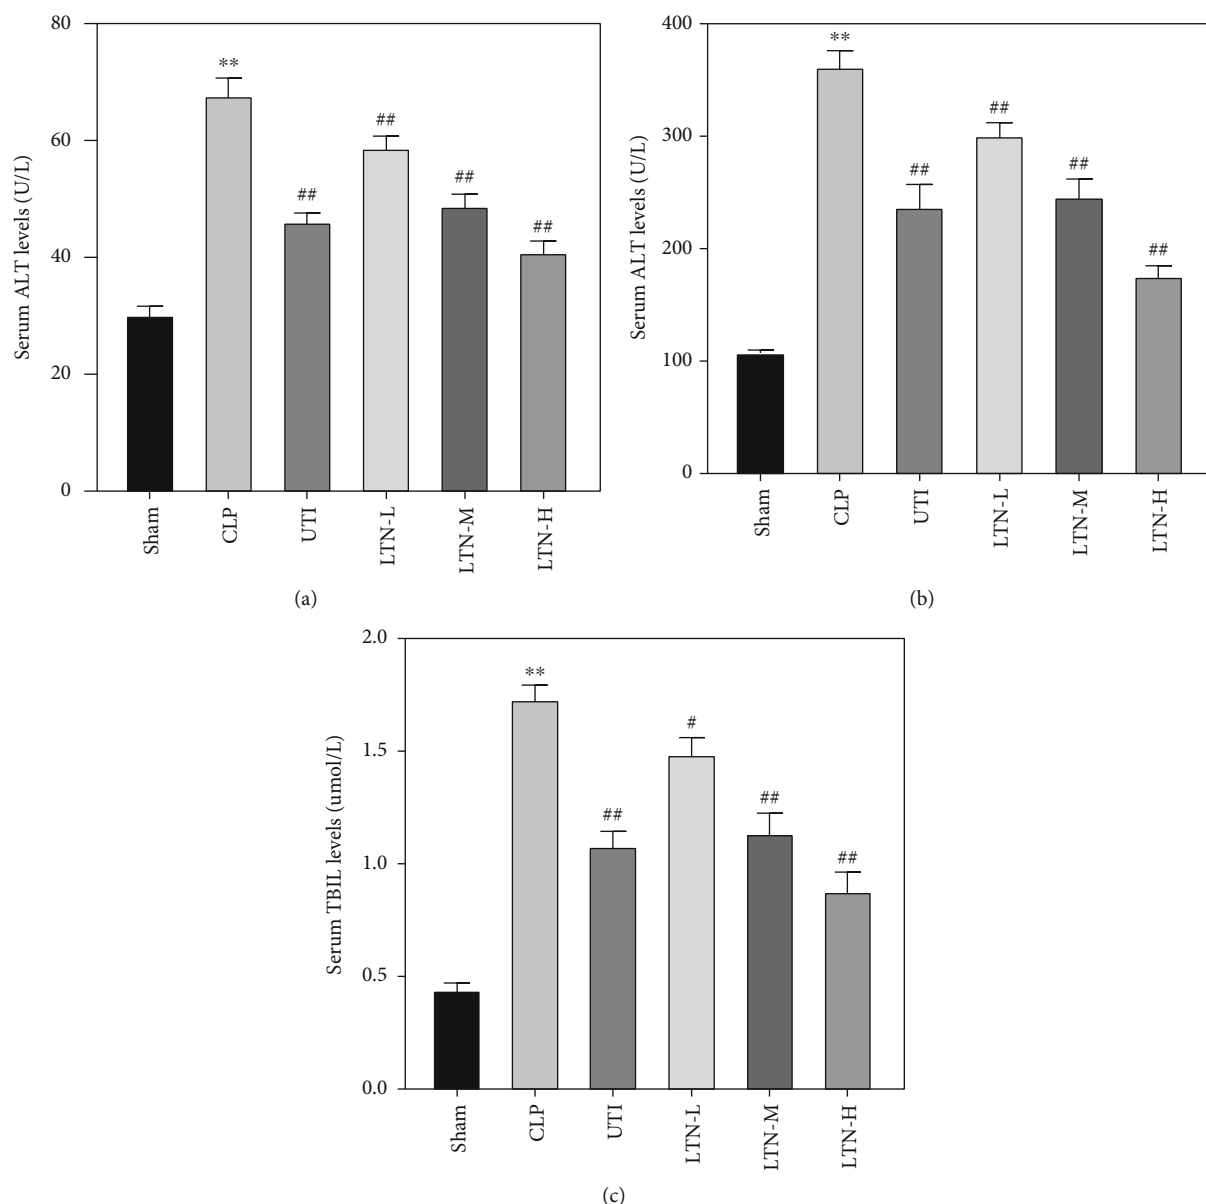 Serum ALT levels (U/L)
80
60
40
20
0
**
##
##
##
##
Sham
CLP
UTI
LTN-L
LTN-M
LTN-H
(a)
Serum ALT levels (U/L)
400
300
200
100
0
**
##
##
##
##
Sham
CLP
UTI
LTN-L
LTN-M
LTN-H
(b)
Serum TBIL levels (umol/L)
2.0
1.5
1.0
0.5
0.0
**
##
#
##
##
Sham
CLP
UTI
LTN-L
LTN-M
LTN-H
(c)